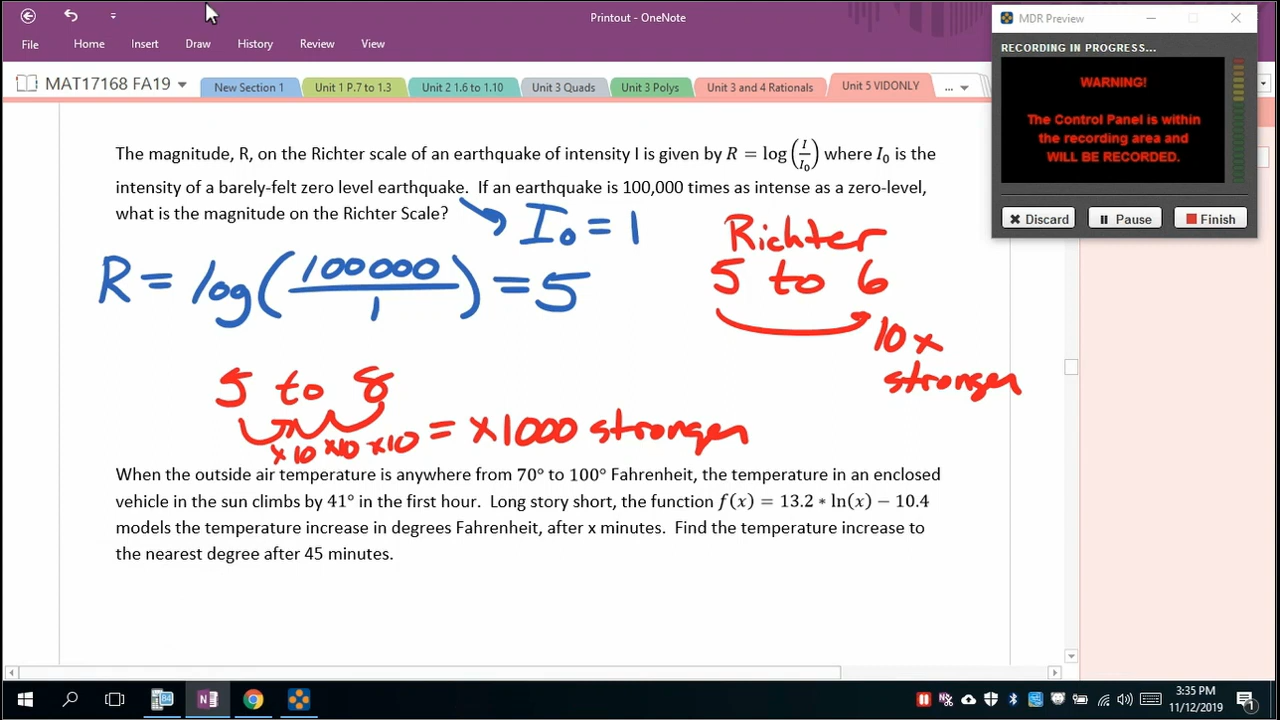 Printout - OneNote
File Home Insert Draw History Review View
MAT17168 FA19
New Section 1 Unit 1 P.7 to 1.3 Unit 2 1.6 to 1.10 Unit 3 Quads Unit 3 Polys Unit 3 and 4 Rationals Unit 5 VIDONLY ...
MDR Preview
RECORDING IN PROGRESS...
WARNING!
The Control Panel is within
the recording area and
WILL BE RECORDED.
Discard Pause Finish
The magnitude, R, on the Richter scale of an earthquake of intensity I is given by R = log(I/I₀) where I₀ is the
intensity of a barely-felt zero level earthquake. If an earthquake is 100,000 times as intense as a zero-level,
what is the magnitude on the Richter Scale?
I₀ = 1
R = log(100000/1) = 5
Richter
5 to 6
10x
stronger
5 to 8
x10 x10 x10 = x1000 stronger
When the outside air temperature is anywhere from 70° to 100° Fahrenheit, the temperature in an enclosed
vehicle in the sun climbs by 41° in the first hour. Long story short, the function f(x) = 13.2 * ln(x) − 10.4
models the temperature increase in degrees Fahrenheit, after x minutes. Find the temperature increase to
the nearest degree after 45 minutes.
3:35 PM
11/12/2019
1